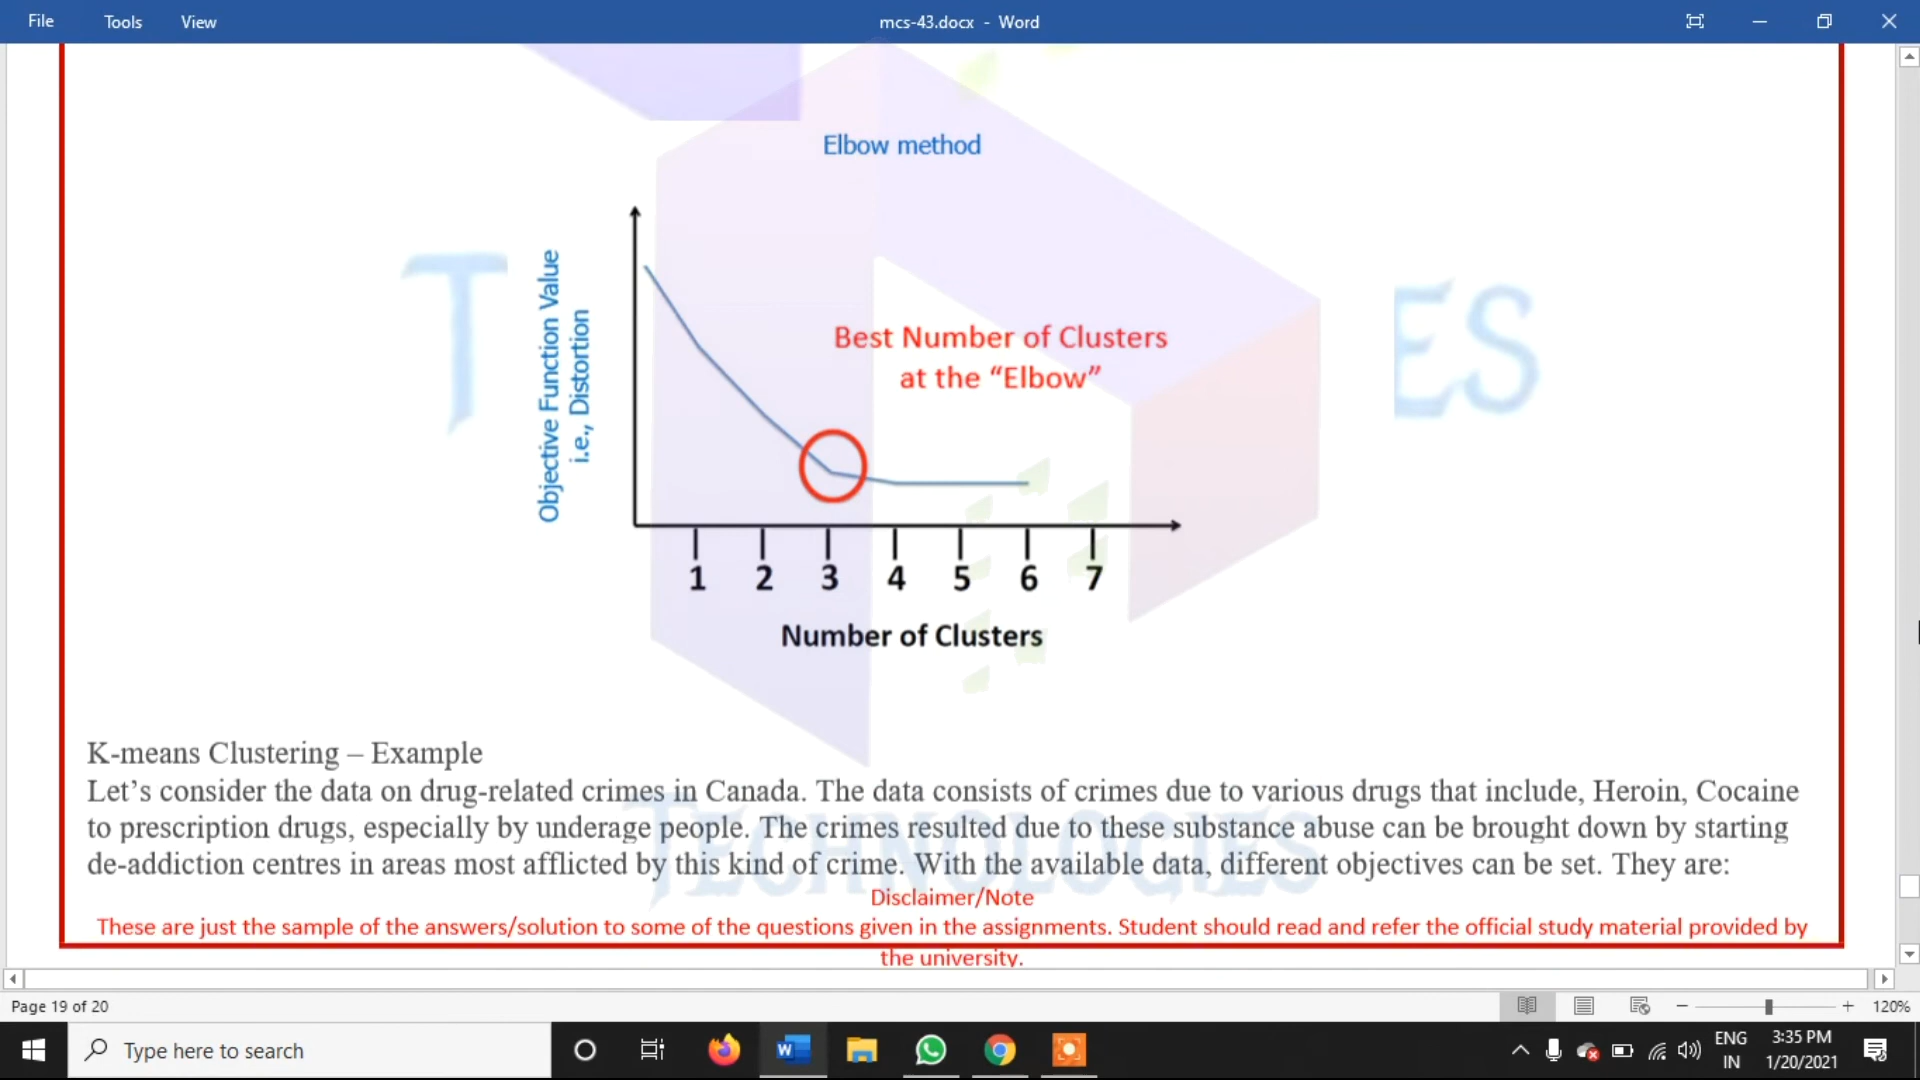 File Tools View mcs-43.docx - Word
Elbow method
T ES
Objective Function Value
i.e., Distortion
Best Number of Clusters
at the “Elbow”
1 2 3 4 5 6 7
Number of Clusters
K-means Clustering – Example
Let’s consider the data on drug-related crimes in Canada. The data consists of crimes due to various drugs that include, Heroin, Cocaine
to prescription drugs, especially by underage people. The crimes resulted due to these substance abuse can be brought down by starting
de-addiction centres in areas most afflicted by this kind of crime. With the available data, different objectives can be set. They are:
TECHNOLOGIES
Disclaimer/Note
These are just the sample of the answers/solution to some of the questions given in the assignments. Student should read and refer the official study material provided by
the university.
Page 19 of 20 120%
Type here to search
ENG 3:35 PM
IN 1/20/2021